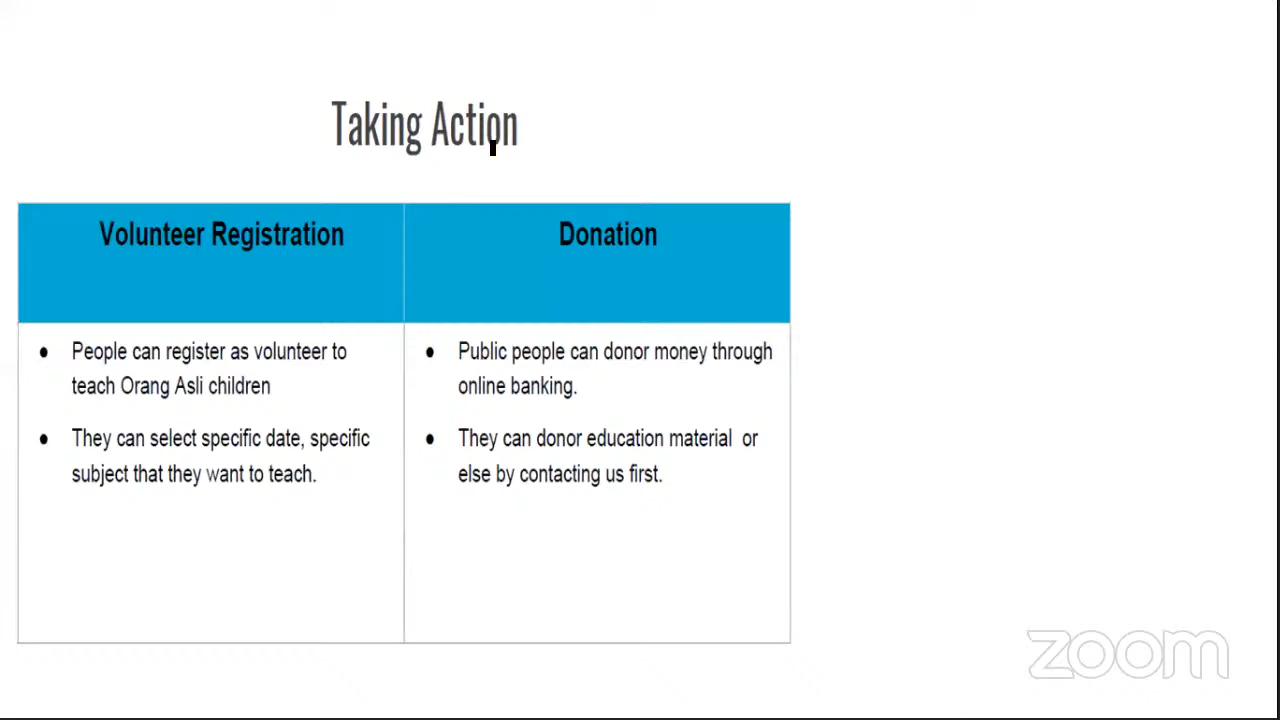 Taking Action
Volunteer Registration
Donation
● People can register as volunteer to
teach Orang Asli children
● They can select specific date, specific
subject that they want to teach.
● Public people can donor money through
online banking.
● They can donor education material or
else by contacting us first.
zoom